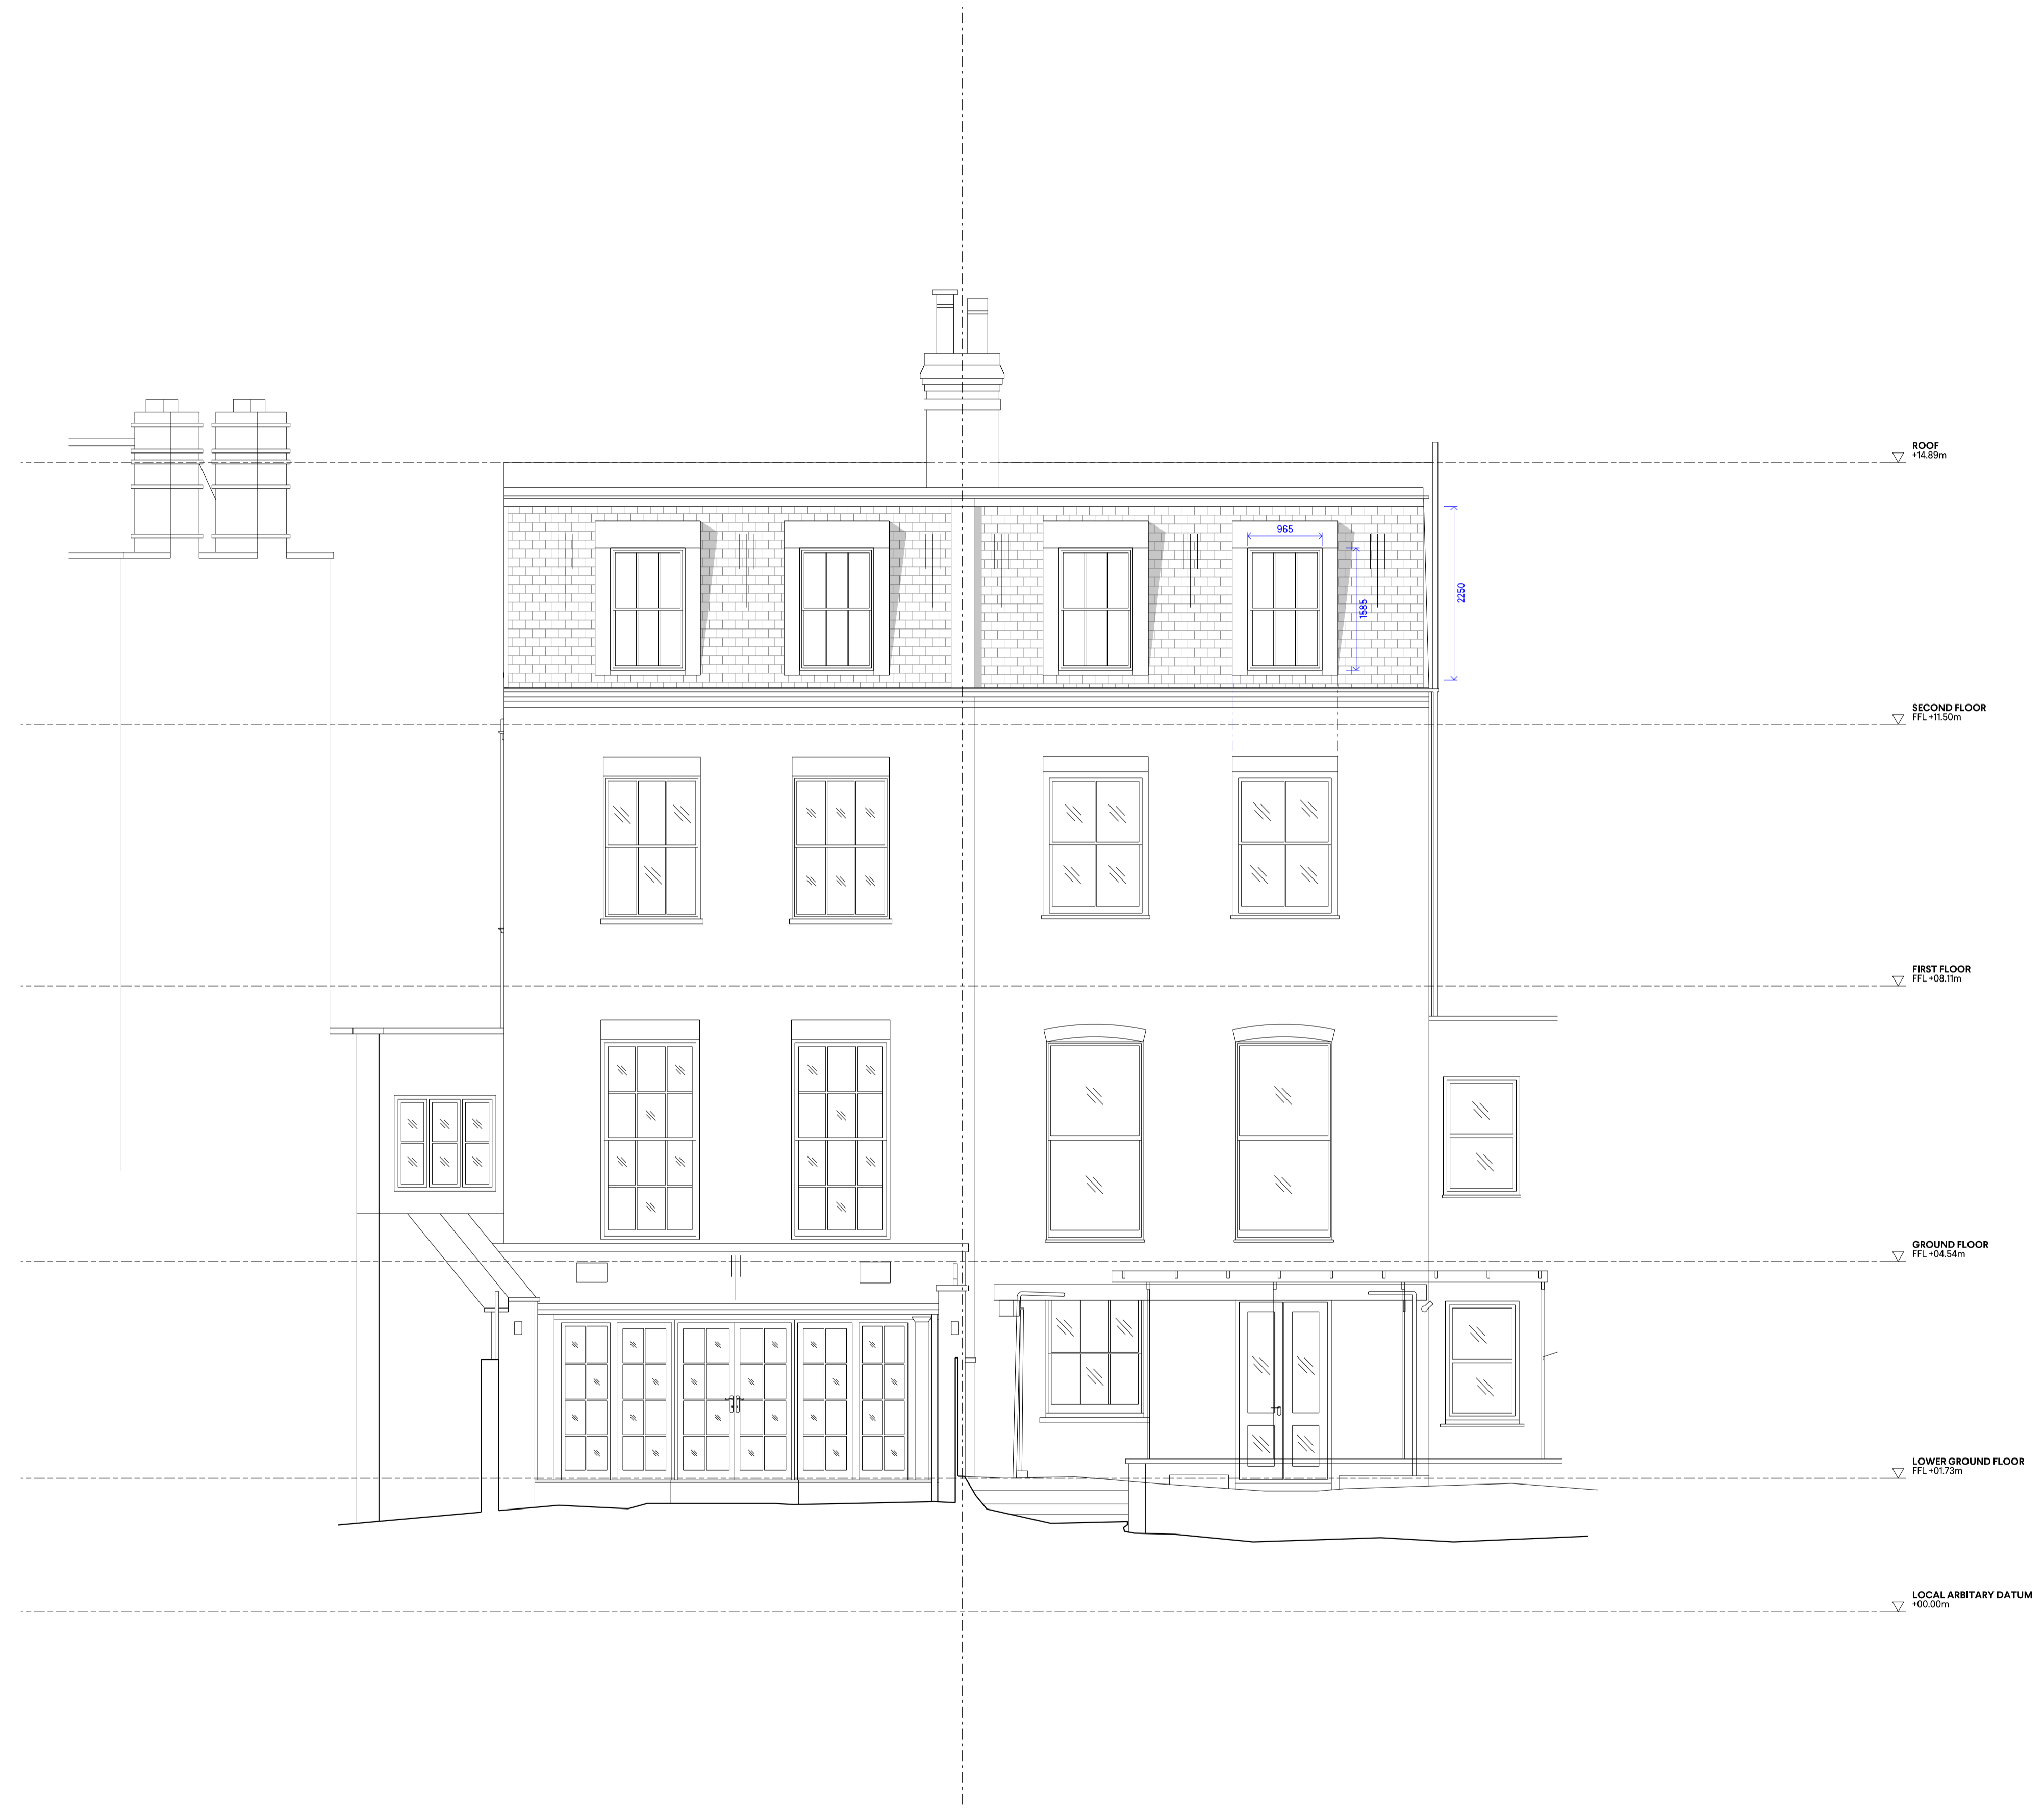 ROOF
+14.89m
965
2250
1585
SECOND FLOOR
FFL +11.50m
FIRST FLOOR
FFL +08.11m
GROUND FLOOR
FFL +04.54m
LOWER GROUND FLOOR
FFL +01.73m
LOCAL ARBITARY DATUM
+00.00m